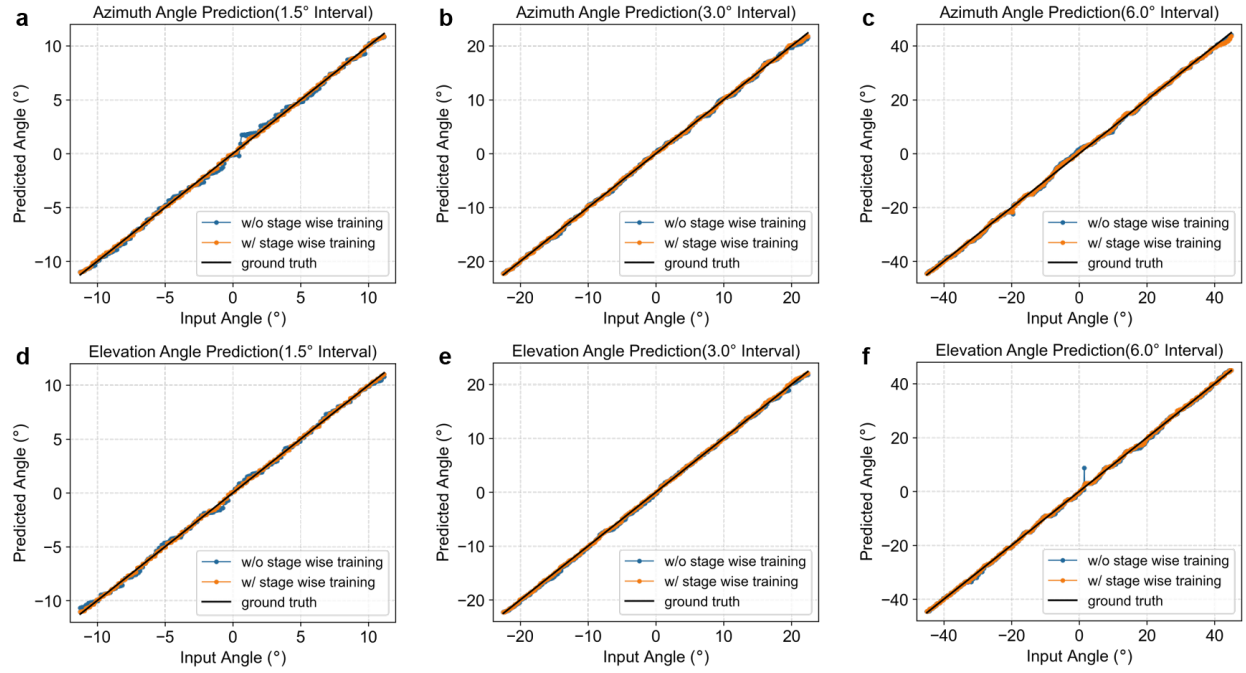 a
Azimuth Angle Prediction(1.5° Interval)
10
5
0
−5
−10
Predicted Angle (°)
w/o stage wise training
w/ stage wise training
ground truth
−10 −5 0 5 10
Input Angle (°)
b
Azimuth Angle Prediction(3.0° Interval)
20
10
0
−10
−20
Predicted Angle (°)
w/o stage wise training
w/ stage wise training
ground truth
−20 −10 0 10 20
Input Angle (°)
c
Azimuth Angle Prediction(6.0° Interval)
40
20
0
−20
−40
Predicted Angle (°)
w/o stage wise training
w/ stage wise training
ground truth
−40 −20 0 20 40
Input Angle (°)
d
Elevation Angle Prediction(1.5° Interval)
10
5
0
−5
−10
Predicted Angle (°)
w/o stage wise training
w/ stage wise training
ground truth
−10 −5 0 5 10
Input Angle (°)
e
Elevation Angle Prediction(3.0° Interval)
20
10
0
−10
−20
Predicted Angle (°)
w/o stage wise training
w/ stage wise training
ground truth
−20 −10 0 10 20
Input Angle (°)
f
Elevation Angle Prediction(6.0° Interval)
40
20
0
−20
−40
Predicted Angle (°)
w/o stage wise training
w/ stage wise training
ground truth
−40 −20 0 20 40
Input Angle (°)